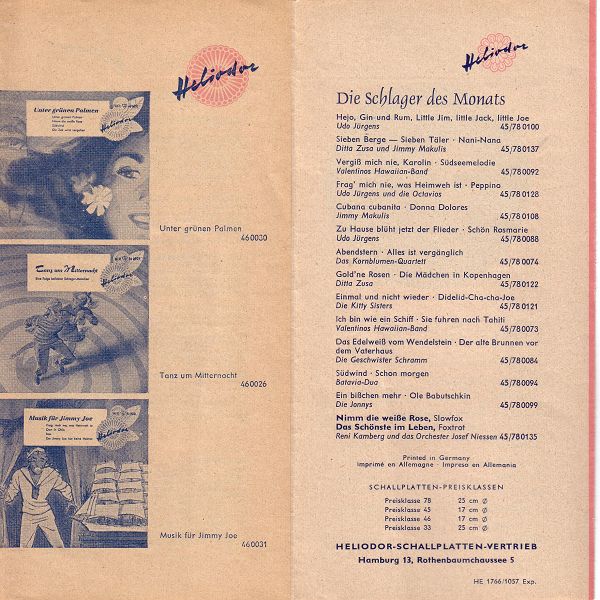 Heliodor
Unter grünen Palmen
Heliodor
Unter grünen Palmen
460030
Tanz um Mitternacht
Eine Folge beliebter Schlager-Melodien
Heliodor
Tanz um Mitternacht
460026
Musik für Jimmy Joe
Heliodor
Musik für Jimmy Joe
460031
Heliodor
Die Schlager des Monats
Hejo, Gin und Rum, Little Jim, little Jack, little Joe
Udo Jürgens 45/78 0100
Sieben Berge — Sieben Täler · Nani-Nana
Ditta Zusa und Jimmy Makulis 45/78 0137
Vergiß mich nie, Karolin · Südseemelodie
Valentinos Hawaiian-Band 45/78 0092
Frag' mich nie, was Heimweh ist · Peppino
Udo Jürgens und die Octavios 45/78 0128
Cubana cubanita · Donna Dolores
Jimmy Makulis 45/78 0108
Zu Hause blüht jetzt der Flieder · Schön Rosmarie
Udo Jürgens 45/78 0088
Abendstern · Alles ist vergänglich
Das Kornblumen-Quartett 45/78 0074
Gold'ne Rosen · Die Mädchen in Kopenhagen
Ditta Zusa 45/78 0122
Einmal und nicht wieder · Didelid-Cha-cha-Joe
Die Kitty Sisters 45/78 0121
Ich bin wie ein Schiff · Sie fuhren nach Tahiti
Valentinos Hawaiian-Band 45/78 0073
Das Edelweiß vom Wendelstein · Der alte Brunnen vor
dem Vaterhaus
Die Geschwister Schramm 45/78 0084
Südwind · Schon morgen
Batavia-Duo 45/78 0094
Ein bißchen mehr · Ole Babutschkin
Die Jonnys 45/78 0099
Nimm die weiße Rose, Slowfox
Das Schönste im Leben, Foxtrot
Reni Kamberg und das Orchester Josef Niessen 45/78 0135
Printed in Germany
Imprimé en Allemagne · Impreso en Allemania
SCHALLPLATTEN-PREISKLASSEN
Preisklasse 78 25 cm Ø
Preisklasse 45 17 cm Ø
Preisklasse 46 17 cm Ø
Preisklasse 33 25 cm Ø
HELIODOR-SCHALLPLATTEN-VERTRIEB
Hamburg 13, Rothenbaumchaussee 5
HE 1766/1057 Exp.